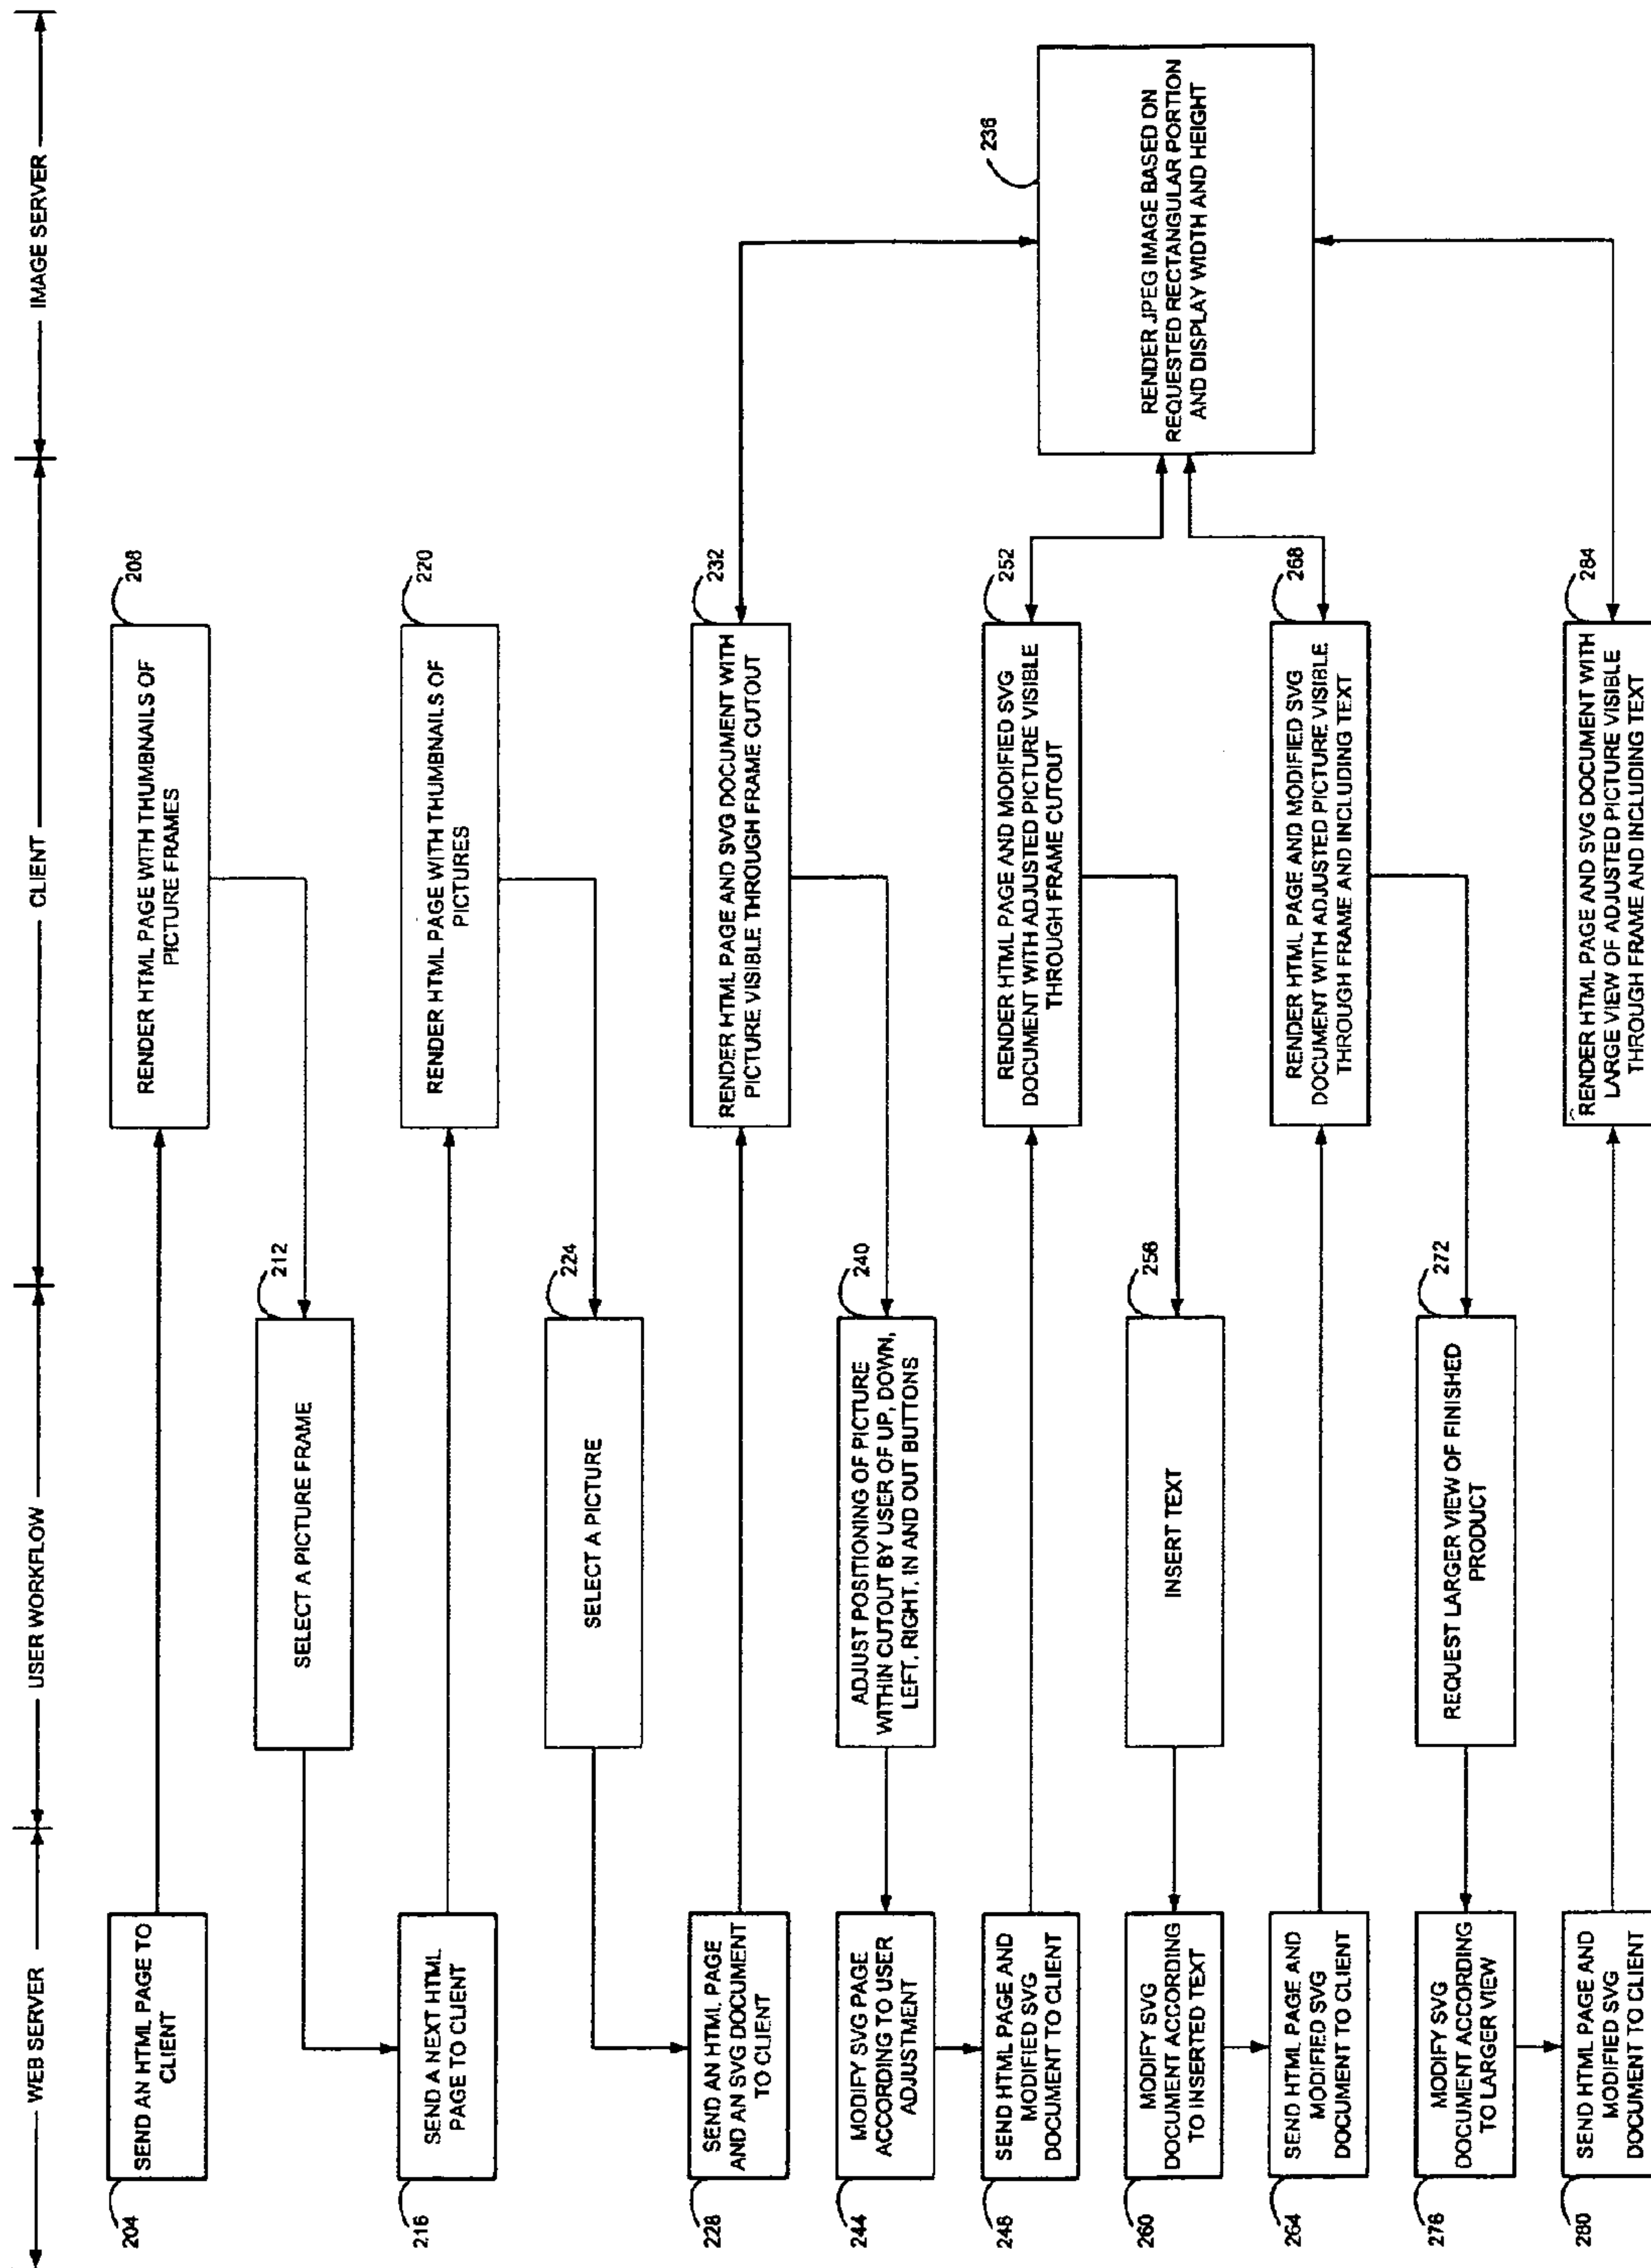 WEB SERVER
USER WORKFLOW
CLIENT
IMAGE SERVER
204
SEND AN HTML PAGE TO
CLIENT
208
RENDER HTML PAGE WITH THUMBNAILS OF
PICTURE FRAMES
212
SELECT A PICTURE FRAME
216
SEND A NEXT HTML
PAGE TO CLIENT
220
RENDER HTML PAGE WITH THUMBNAILS OF
PICTURES
224
SELECT A PICTURE
228
SEND AN HTML PAGE
AND AN SVG DOCUMENT
TO CLIENT
232
RENDER HTML PAGE AND SVG DOCUMENT WITH
PICTURE VISIBLE THROUGH FRAME CUTOUT
236
RENDER JPEG IMAGE BASED ON
REQUESTED RECTANGULAR PORTION
AND DISPLAY WIDTH AND HEIGHT
240
ADJUST POSITIONING OF PICTURE
WITHIN CUTOUT BY USER OF UP, DOWN,
LEFT, RIGHT, IN AND OUT BUTTONS
244
MODIFY SVG PAGE
ACCORDING TO USER
ADJUSTMENT
248
SEND HTML PAGE AND
MODIFIED SVG
DOCUMENT TO CLIENT
252
RENDER HTML PAGE AND MODIFIED SVG
DOCUMENT WITH ADJUSTED PICTURE VISIBLE
THROUGH FRAME CUTOUT
256
INSERT TEXT
260
MODIFY SVG
DOCUMENT ACCORDING
TO INSERTED TEXT
264
SEND HTML PAGE AND
MODIFIED SVG
DOCUMENT TO CLIENT
268
RENDER HTML PAGE AND MODIFIED SVG
DOCUMENT WITH ADJUSTED PICTURE VISIBLE
THROUGH FRAME AND INCLUDING TEXT
272
REQUEST LARGER VIEW OF FINISHED
PRODUCT
276
MODIFY SVG
DOCUMENT ACCORDING
TO LARGER VIEW
280
SEND HTML PAGE AND
MODIFIED SVG
DOCUMENT TO CLIENT
284
RENDER HTML PAGE AND SVG DOCUMENT WITH
LARGE VIEW OF ADJUSTED PICTURE VISIBLE
THROUGH FRAME AND INCLUDING TEXT